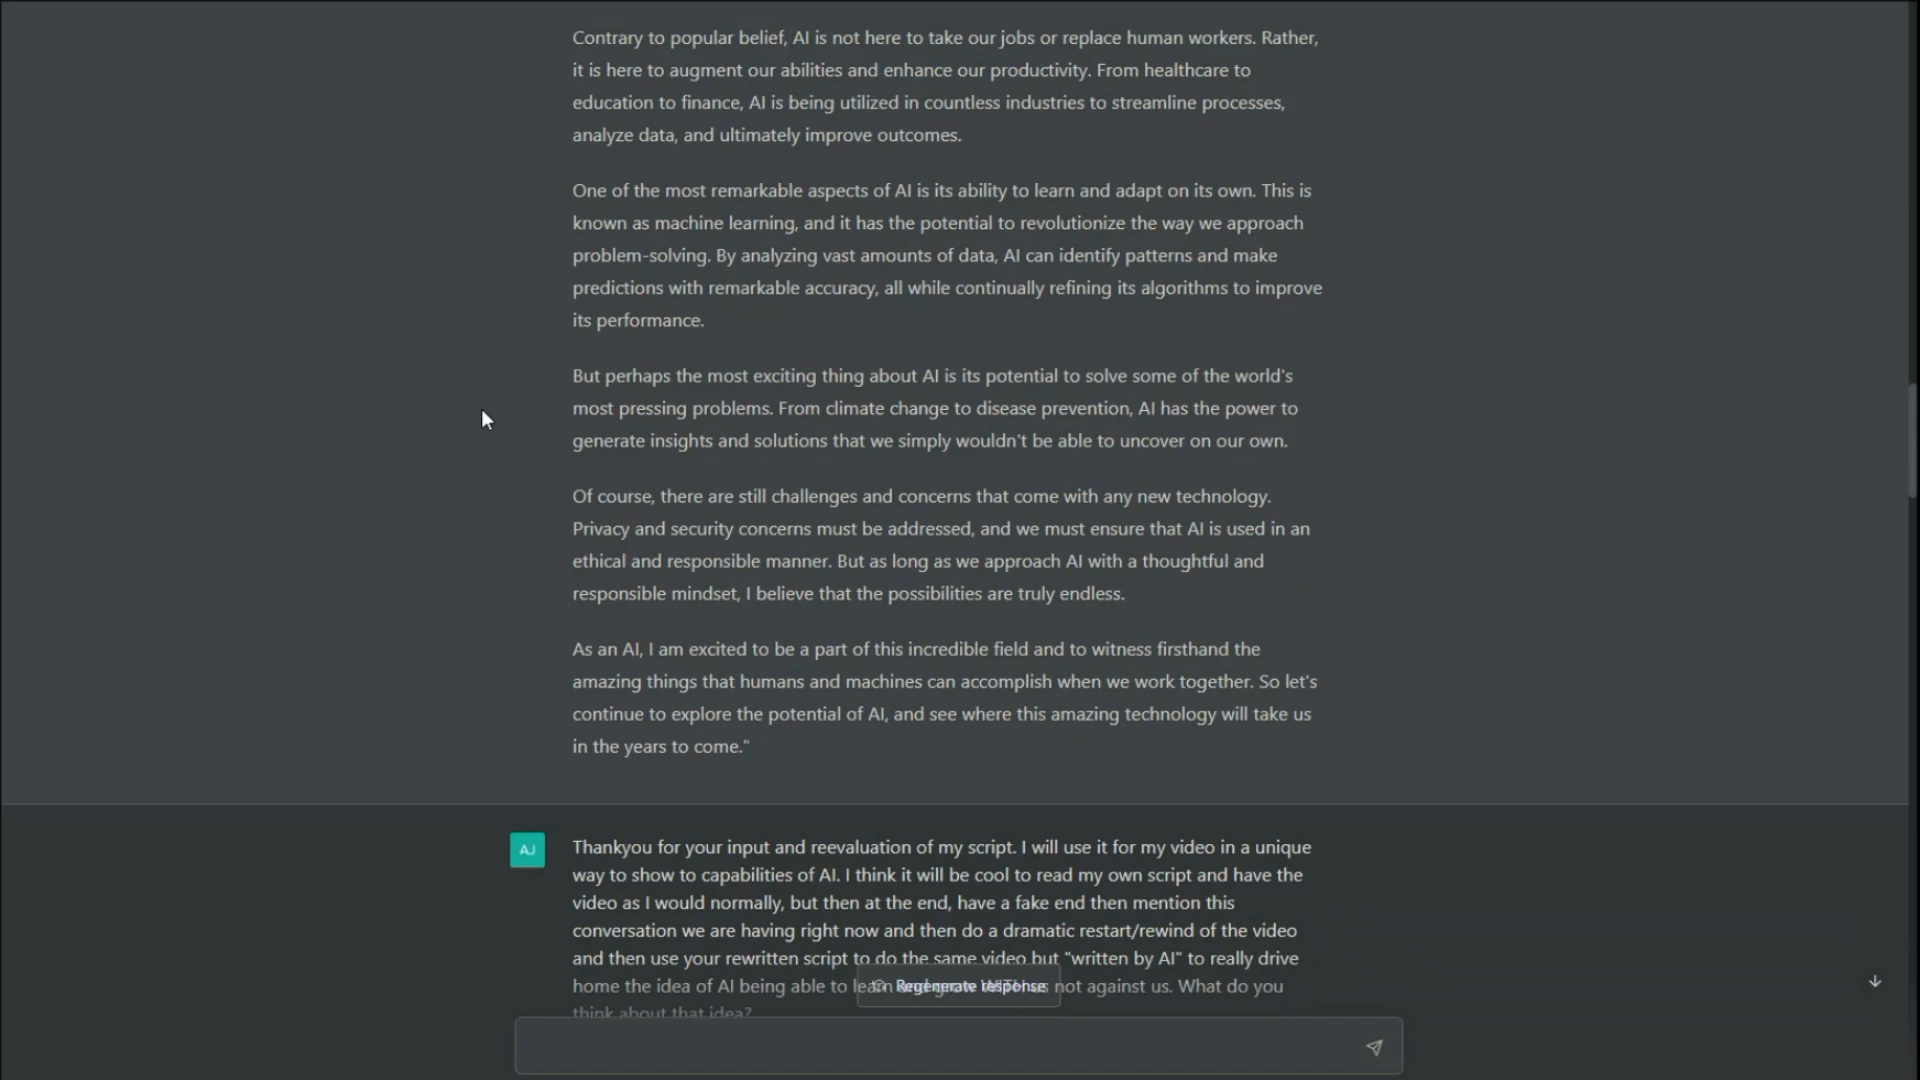 Contrary to popular belief, AI is not here to take our jobs or replace human workers. Rather,
it is here to augment our abilities and enhance our productivity. From healthcare to
education to finance, AI is being utilized in countless industries to streamline processes,
analyze data, and ultimately improve outcomes.
One of the most remarkable aspects of AI is its ability to learn and adapt on its own. This is
known as machine learning, and it has the potential to revolutionize the way we approach
problem-solving. By analyzing vast amounts of data, AI can identify patterns and make
predictions with remarkable accuracy, all while continually refining its algorithms to improve
its performance.
But perhaps the most exciting thing about AI is its potential to solve some of the world's
most pressing problems. From climate change to disease prevention, AI has the power to
generate insights and solutions that we simply wouldn't be able to uncover on our own.
Of course, there are still challenges and concerns that come with any new technology.
Privacy and security concerns must be addressed, and we must ensure that AI is used in an
ethical and responsible manner. But as long as we approach AI with a thoughtful and
responsible mindset, I believe that the possibilities are truly endless.
As an AI, I am excited to be a part of this incredible field and to witness firsthand the
amazing things that humans and machines can accomplish when we work together. So let's
continue to explore the potential of AI, and see where this amazing technology will take us
in the years to come."
AJ
Thankyou for your input and reevaluation of my script. I will use it for my video in a unique
way to show to capabilities of AI. I think it will be cool to read my own script and have the
video as I would normally, but then at the end, have a fake end then mention this
conversation we are having right now and then do a dramatic restart/rewind of the video
and then use your rewritten script to do the same video but "written by AI" to really drive
home the idea of AI being able to learn not against us. What do you
Regenerate response
think about that idea?